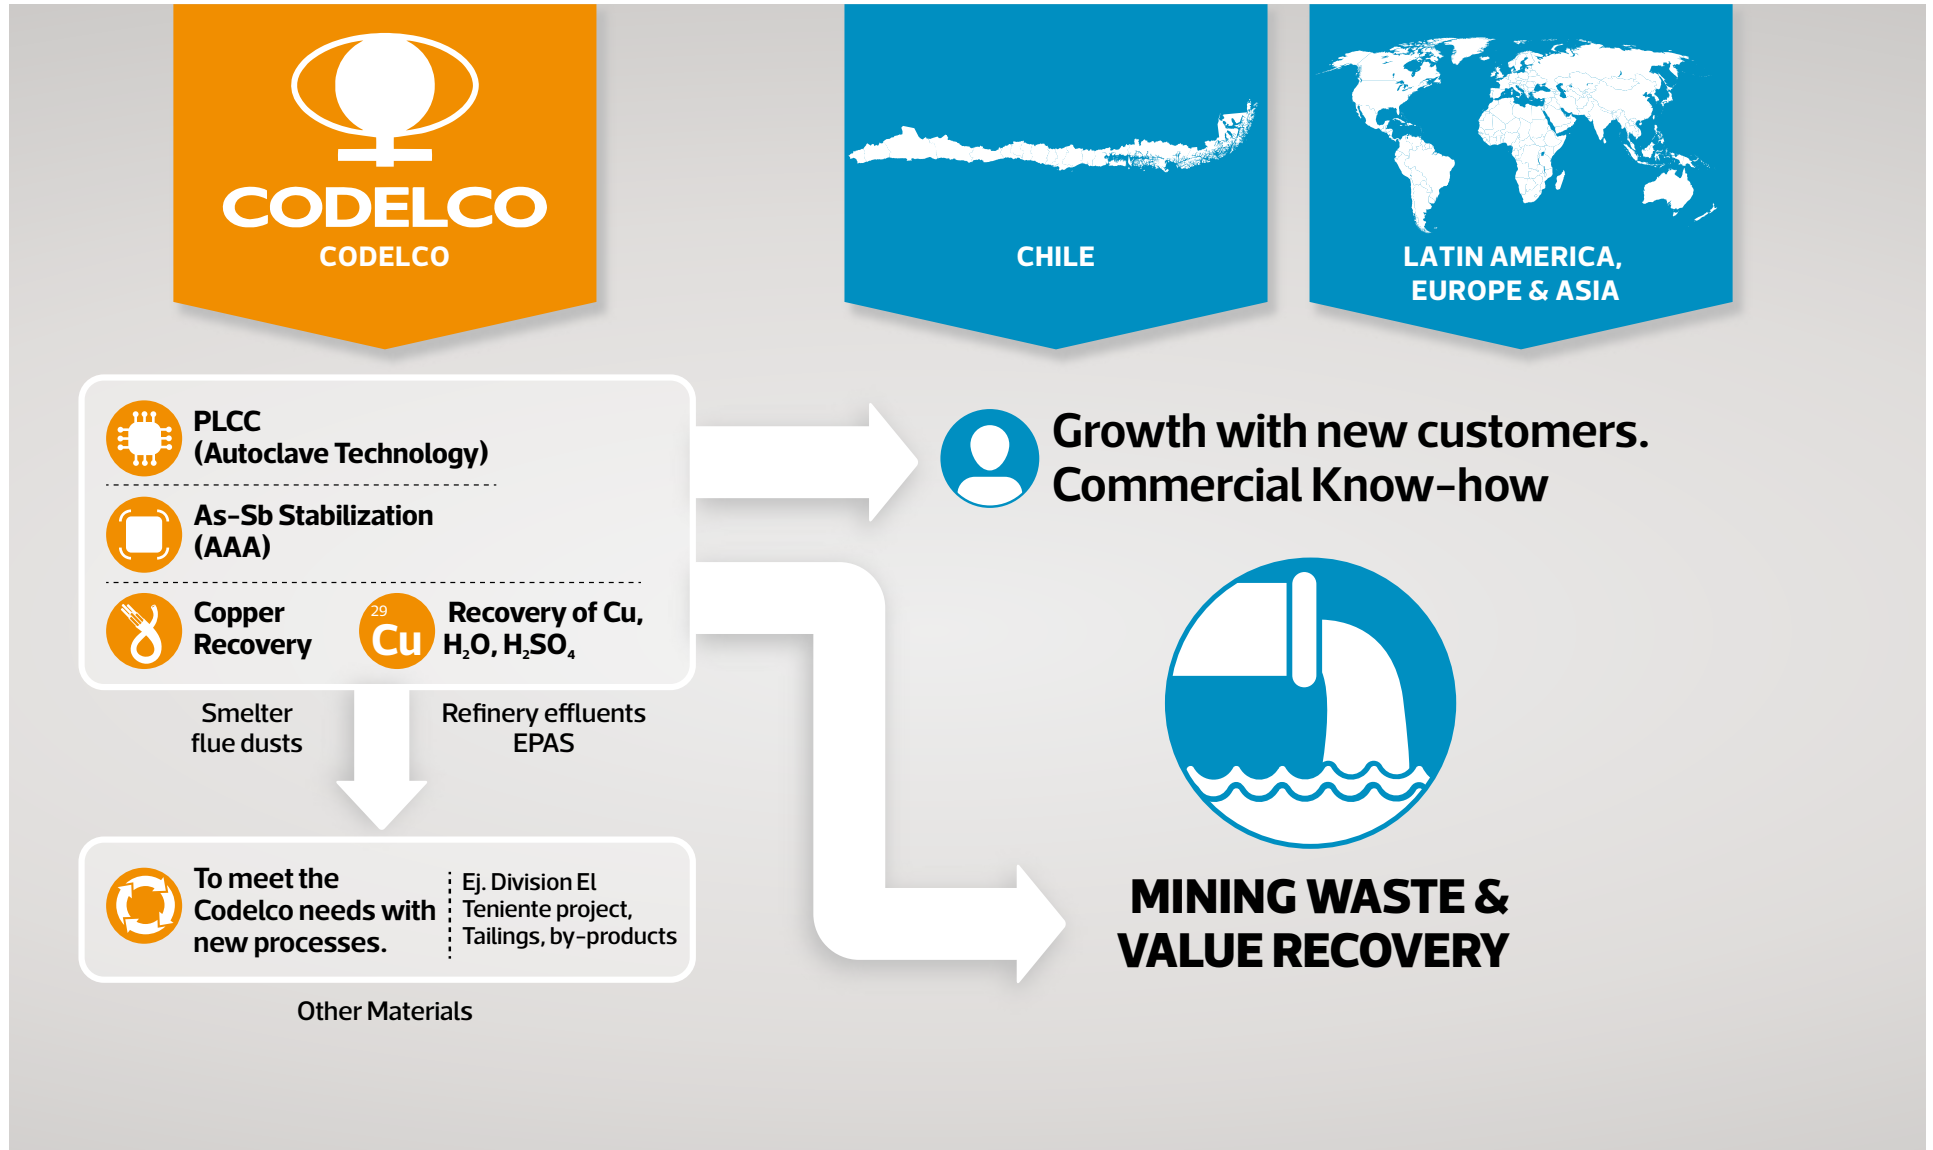 CODELCO
CODELCO
CHILE
LATIN AMERICA,
EUROPE & ASIA
PLCC
(Autoclave Technology)
As-Sb Stabilization
(AAA)
Copper
Recovery
29
Cu
Recovery of Cu,
H₂O, H₂SO₄
Smelter
flue dusts
Refinery effluents
EPAS
To meet the
Codelco needs with
new processes.
Ej. Division El
Teniente project,
Tailings, by-products
Other Materials
Growth with new customers.
Commercial Know-how
MINING WASTE &
VALUE RECOVERY